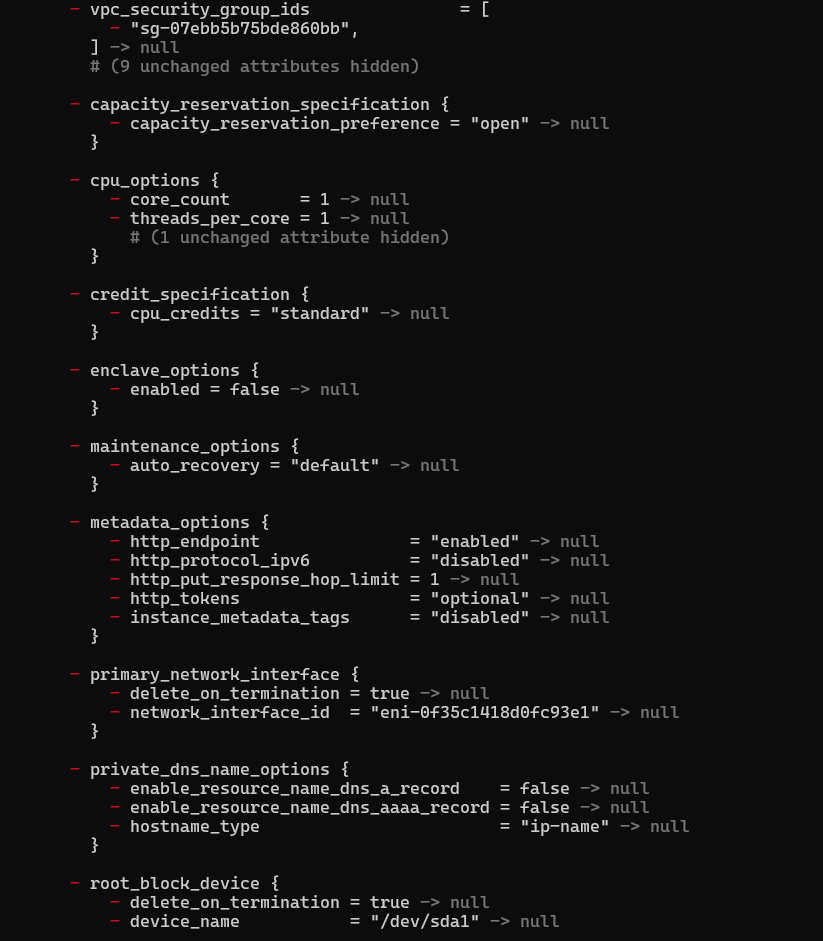 - vpc_security_group_ids               = [
    - "sg-07ebb5b75bde860bb",
  ] -> null
  # (9 unchanged attributes hidden)

- capacity_reservation_specification {
    - capacity_reservation_preference = "open" -> null
  }

- cpu_options {
    - core_count       = 1 -> null
    - threads_per_core = 1 -> null
      # (1 unchanged attribute hidden)
  }

- credit_specification {
    - cpu_credits = "standard" -> null
  }

- enclave_options {
    - enabled = false -> null
  }

- maintenance_options {
    - auto_recovery = "default" -> null
  }

- metadata_options {
    - http_endpoint               = "enabled" -> null
    - http_protocol_ipv6          = "disabled" -> null
    - http_put_response_hop_limit = 1 -> null
    - http_tokens                 = "optional" -> null
    - instance_metadata_tags      = "disabled" -> null
  }

- primary_network_interface {
    - delete_on_termination = true -> null
    - network_interface_id  = "eni-0f35c1418d0fc93e1" -> null
  }

- private_dns_name_options {
    - enable_resource_name_dns_a_record    = false -> null
    - enable_resource_name_dns_aaaa_record = false -> null
    - hostname_type                        = "ip-name" -> null
  }

- root_block_device {
    - delete_on_termination = true -> null
    - device_name           = "/dev/sda1" -> null